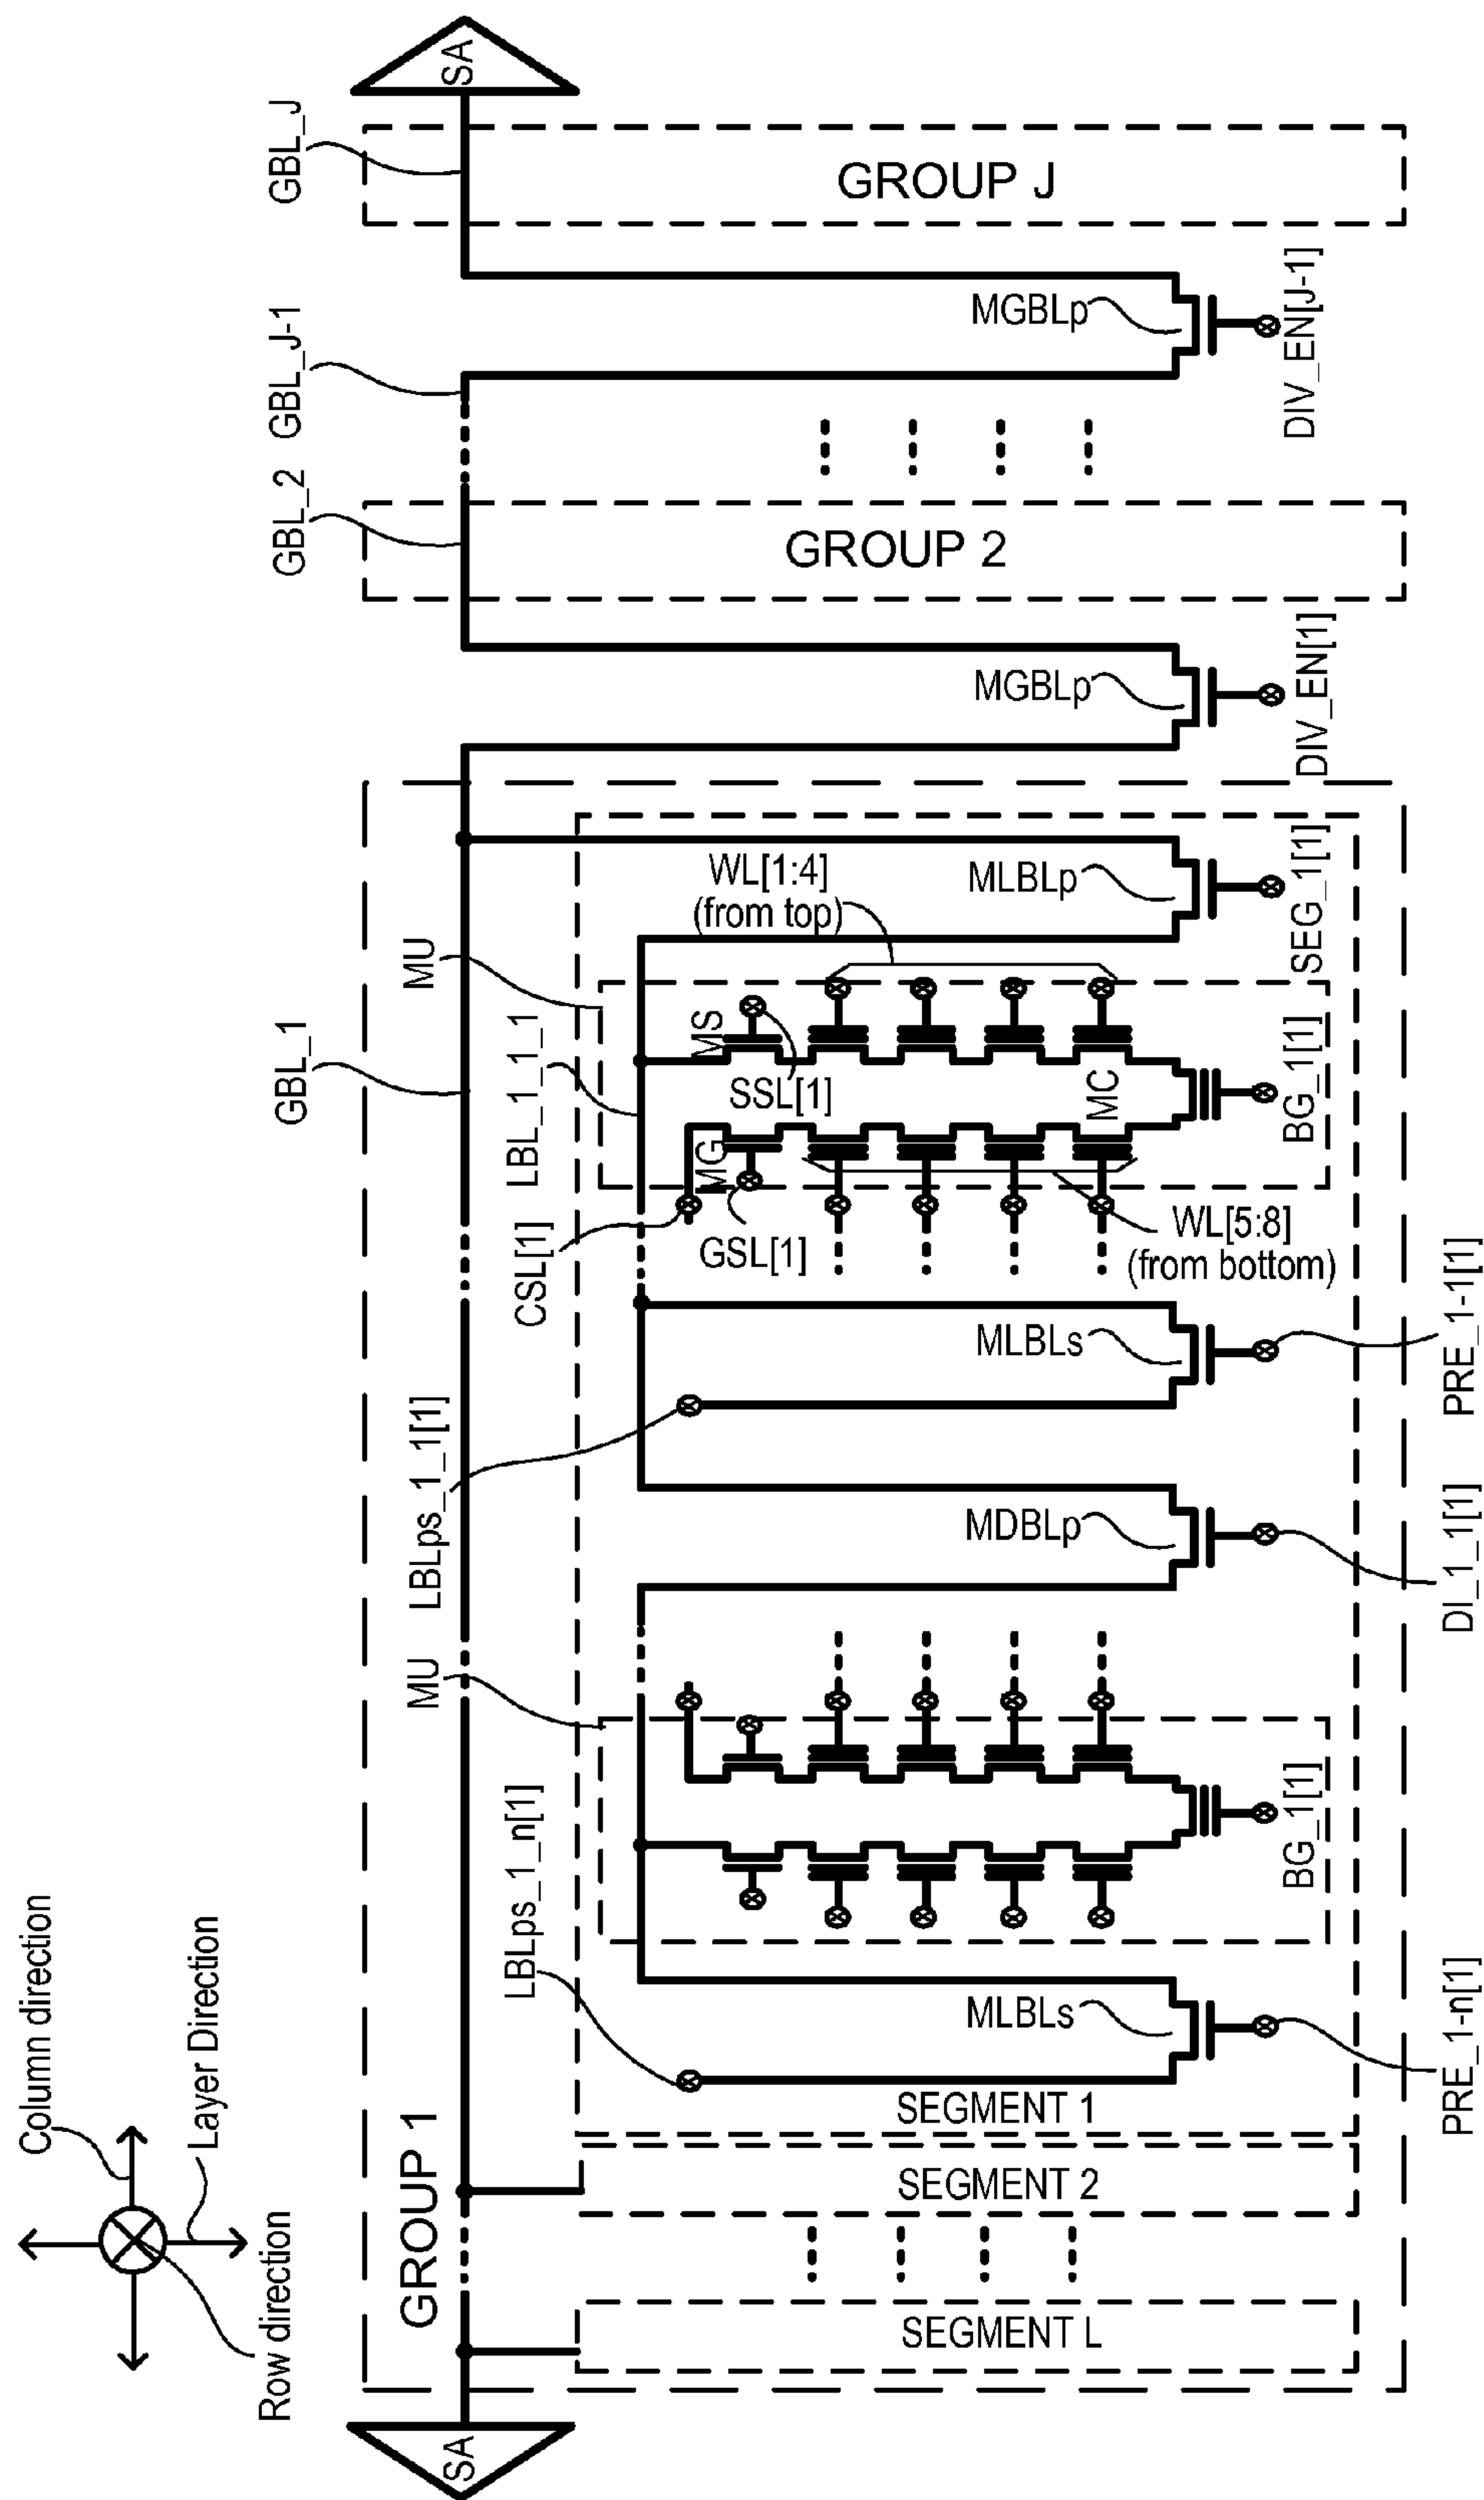 SA
GBL_J
GROUP J
MGBLp
DIV_EN[J-1]
GBL_J-1
GBL_2
GROUP 2
MGBLp
DIV_EN[1]
WL[1:4]
(from top)
MLBLp
SEG_1[1]
MU
GBL_1
LBL_1_1_1
MS
SSL[1]
MC
BG_1[1]
MG
CSL[1]
GSL[1]
WL[5:8]
(from bottom)
MLBLs
PRE_1-1[1]
LBLps_1_1[1]
MDBLp
DI_1_1[1]
MU
BG_1[1]
LBLps_1_n[1]
MLBLs
PRE_1-n[1]
SEGMENT 1
Column direction
Layer Direction
Row direction
GROUP 1
SEGMENT 2
SEGMENT L
SA